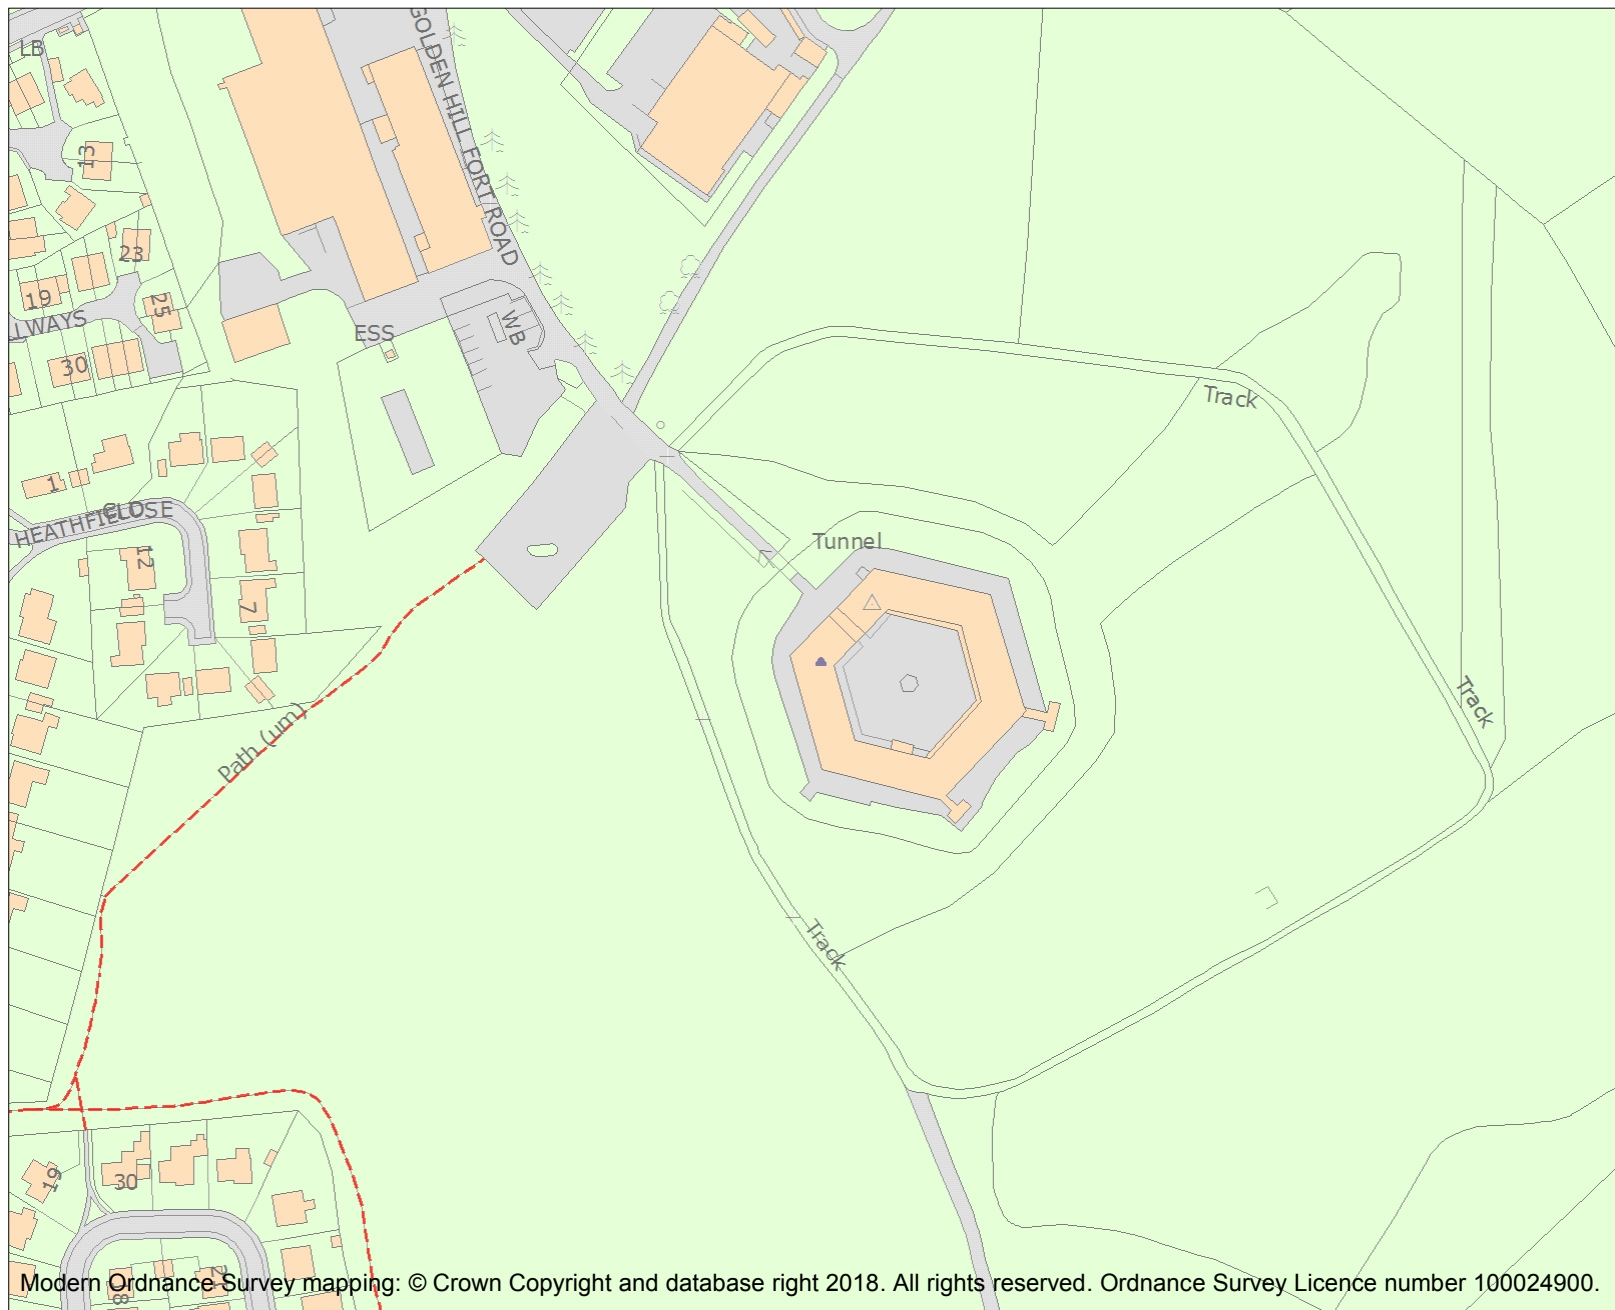 LB
GOLDEN HILL FORT ROAD
13
23
19
25
LLWAYS
30
ESS
WB
Track
1
HEATHFIELD
CLOSE
12
7
Tunnel
Path (um)
Track
Track
19
30
18
21
Modern Ordnance Survey mapping: © Crown Copyright and database right 2018. All rights reserved. Ordnance Survey Licence number 100024900.